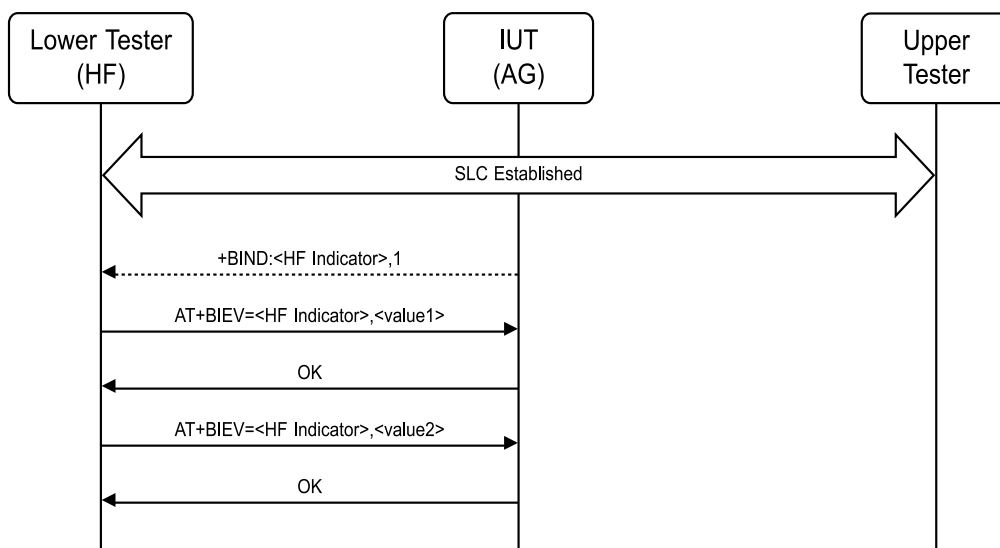 Lower Tester
(HF)
IUT
(AG)
Upper
Tester
SLC Established
+BIND:<HF Indicator>,1
AT+BIEV=<HF Indicator>,<value1>
OK
AT+BIEV=<HF Indicator>,<value2>
OK